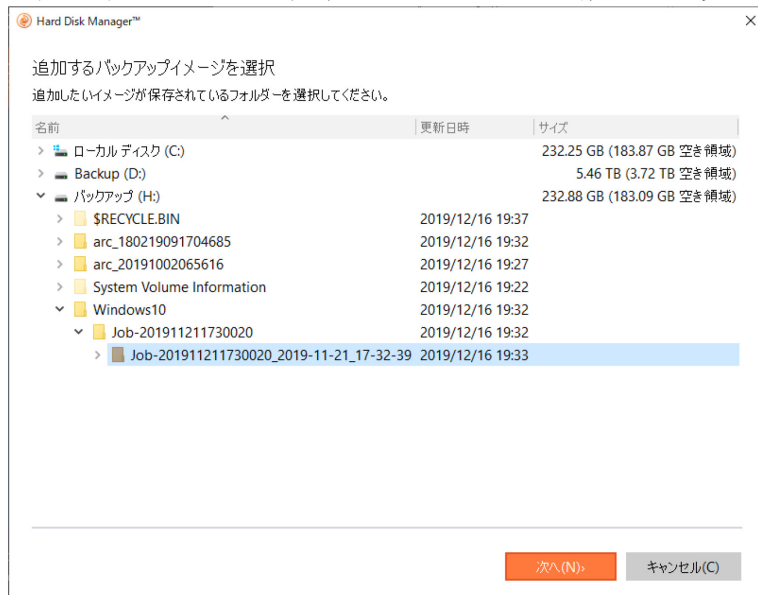 Hard Disk Manager™
追加するバックアップイメージを選択
追加したいイメージが保存されているフォルダーを選択してください。
名前 更新日時 サイズ
ローカル ディスク (C:) 232.25 GB (183.87 GB 空き領域)
Backup (D:) 5.46 TB (3.72 TB 空き領域)
バックアップ (H:) 232.88 GB (183.09 GB 空き領域)
$RECYCLE.BIN 2019/12/16 19:37
arc_180219091704685 2019/12/16 19:32
arc_20191002065616 2019/12/16 19:27
System Volume Information 2019/12/16 19:22
Windows10 2019/12/16 19:32
Job-201911211730020 2019/12/16 19:32
Job-201911211730020_2019-11-21_17-32-39 2019/12/16 19:33
次へ(N)› キャンセル(C)